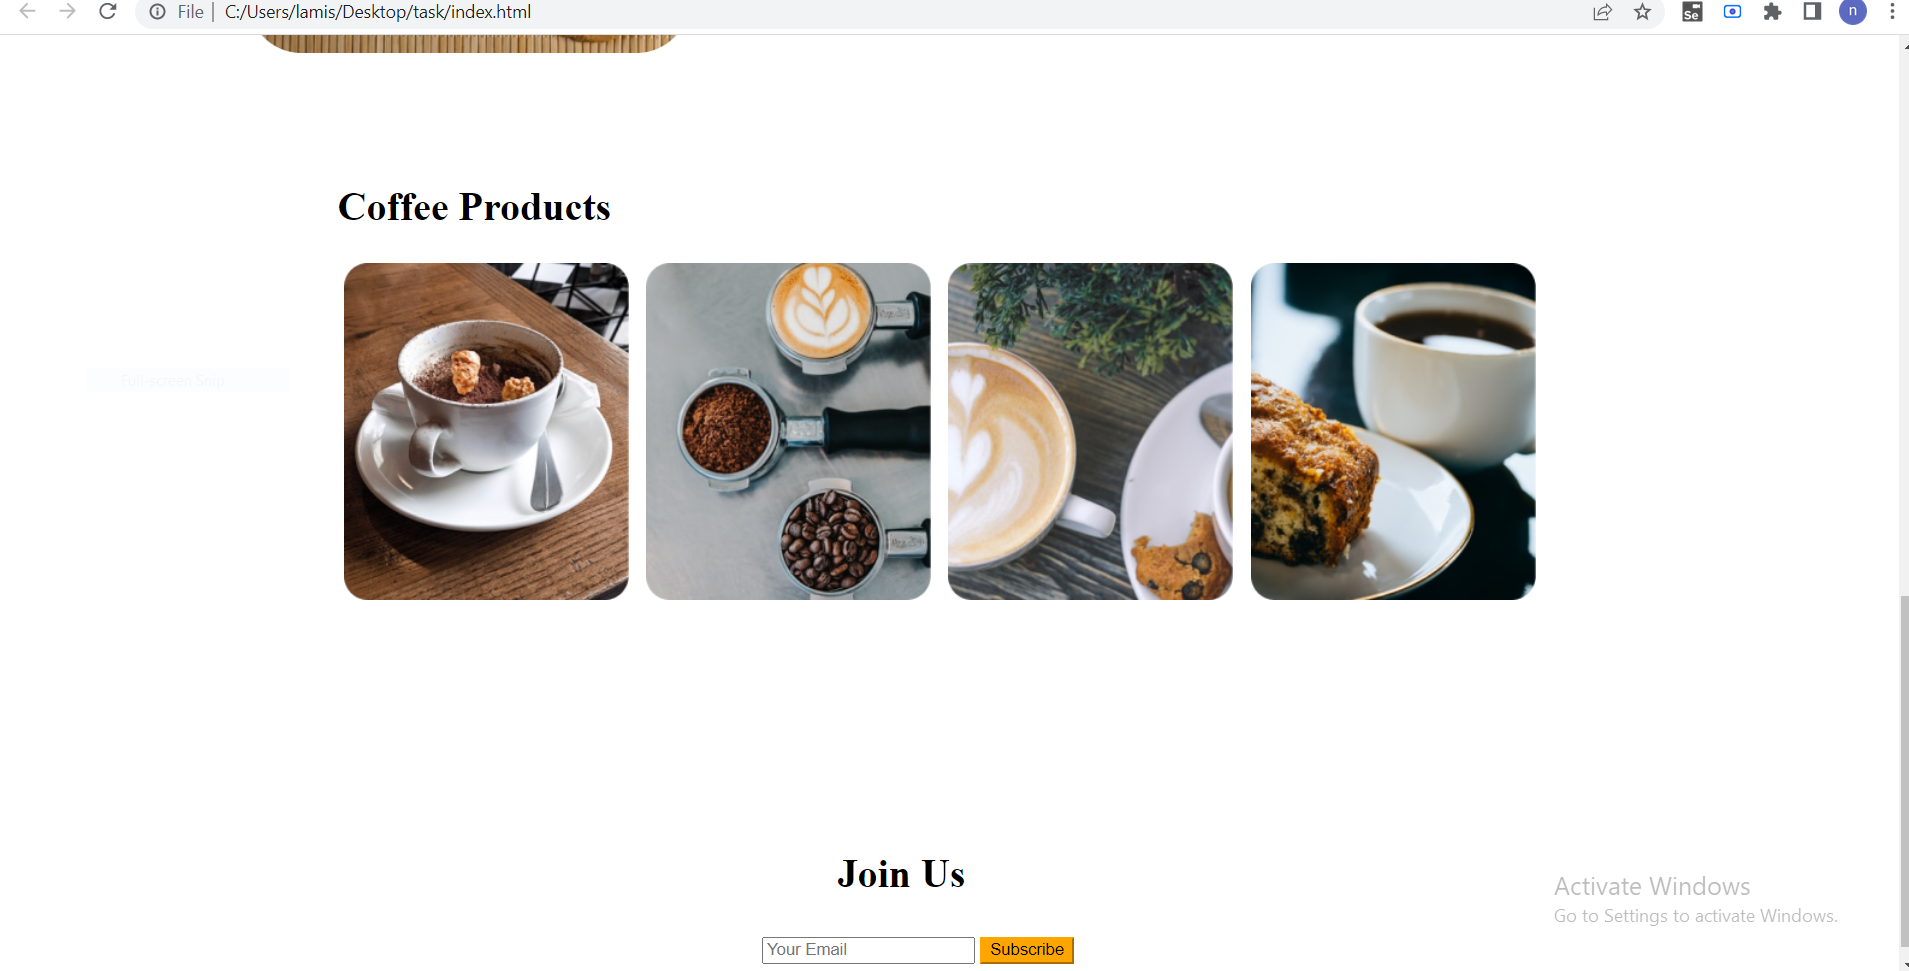 File | C:/Users/lamis/Desktop/task/index.html
Se
n
Coffee Products
Full-screen Snip
Join Us
Your Email
Subscribe
Activate Windows
Go to Settings to activate Windows.